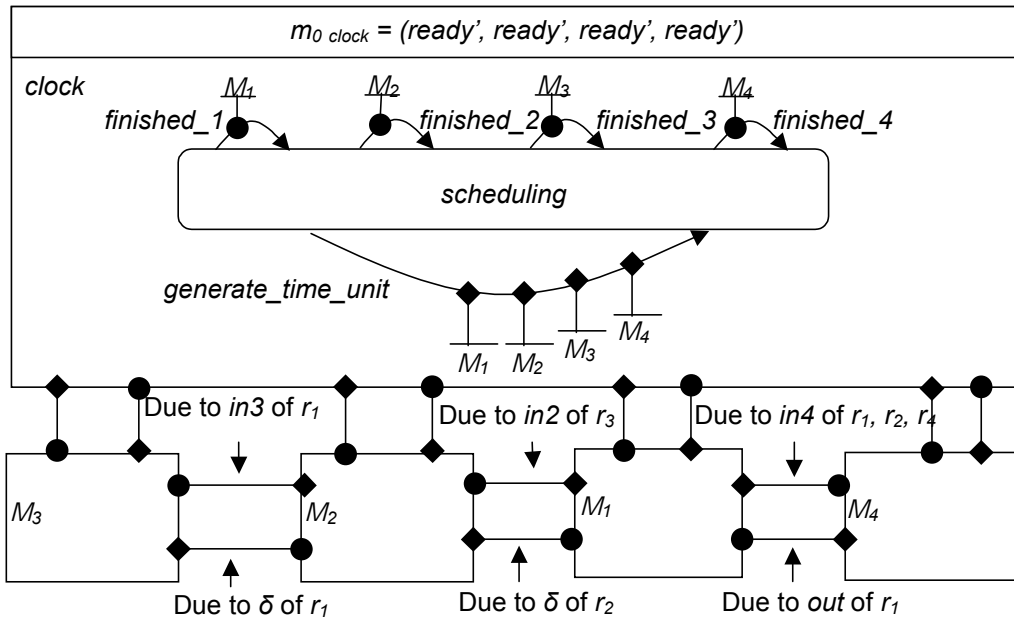 m0 clock = (ready’, ready’, ready’, ready’)
clock
M1 M2 M3 M4
finished_1 finished_2 finished_3 finished_4
scheduling
generate_time_unit
M1 M2 M3 M4
Due to in3 of r1 Due to in2 of r3 Due to in4 of r1, r2, r4
M3 M2 M1 M4
Due to δ of r1 Due to δ of r2 Due to out of r1